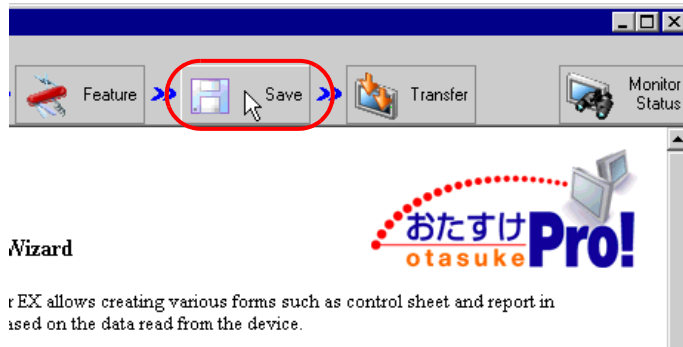 Feature
Save
Transfer
Monitor
Status
おたすけPro!
otasuke
Wizard
r EX allows creating various forms such as control sheet and report in
ased on the data read from the device.